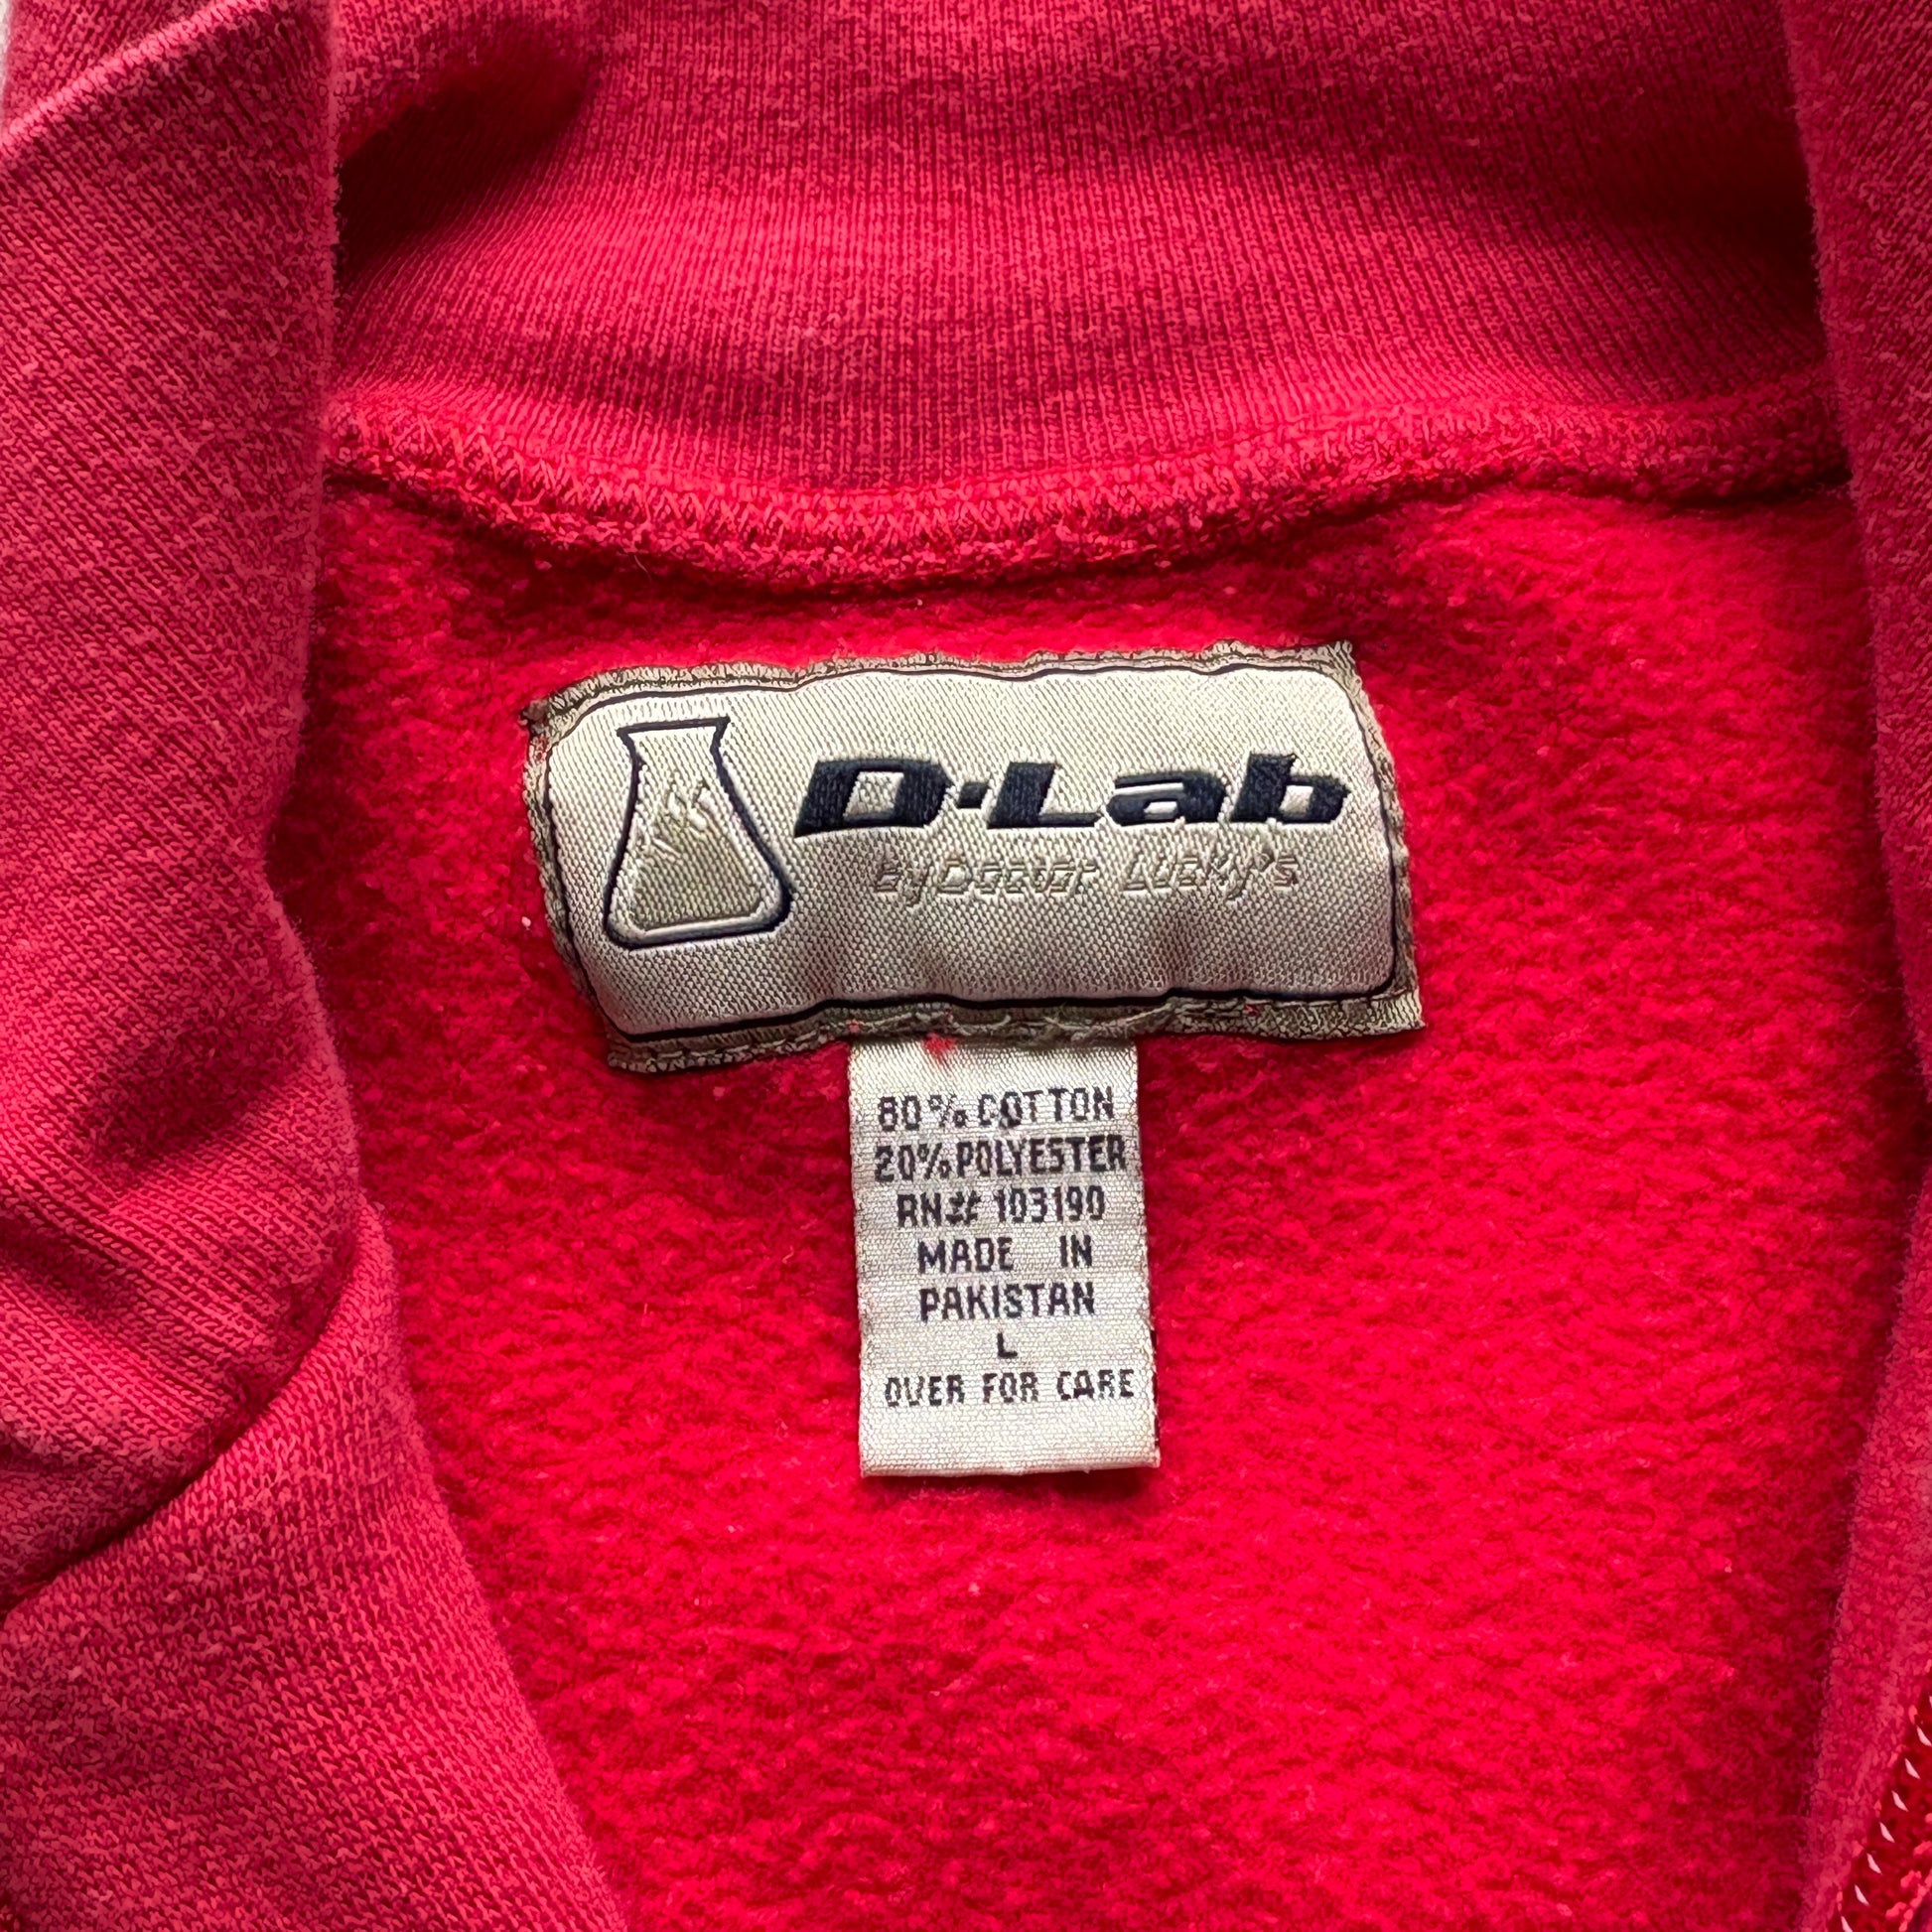 D·Lab
by Doctor Lucky's
80% COTTON
20% POLYESTER
RN# 103190
MADE IN
PAKISTAN
L
OVER FOR CARE